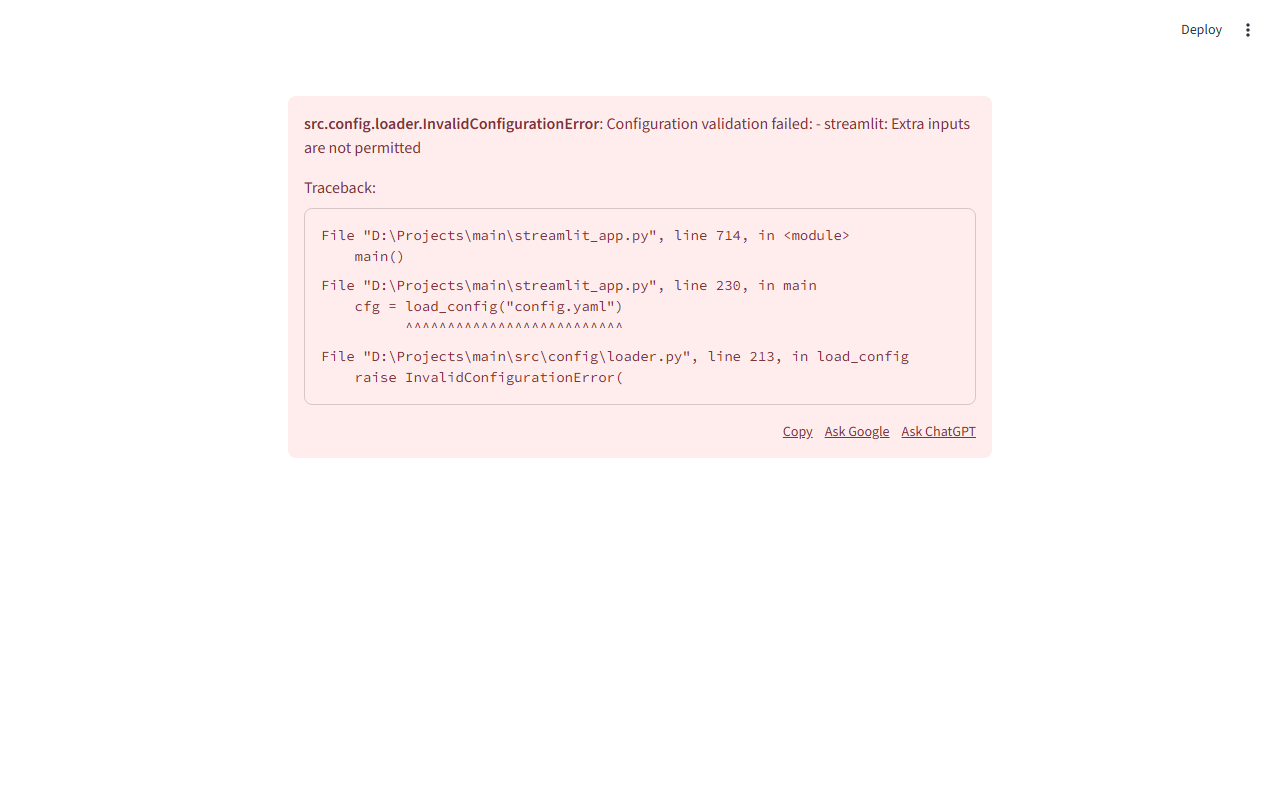 Deploy
src.config.loader.InvalidConfigurationError: Configuration validation failed: - streamlit: Extra inputs
are not permitted
Traceback:
File "D:\Projects\main\streamlit_app.py", line 714, in <module>
    main()
File "D:\Projects\main\streamlit_app.py", line 230, in main
    cfg = load_config("config.yaml")
          ^^^^^^^^^^^^^^^^^^^^^^^^^^
File "D:\Projects\main\src\config\loader.py", line 213, in load_config
    raise InvalidConfigurationError(
Copy Ask Google Ask ChatGPT